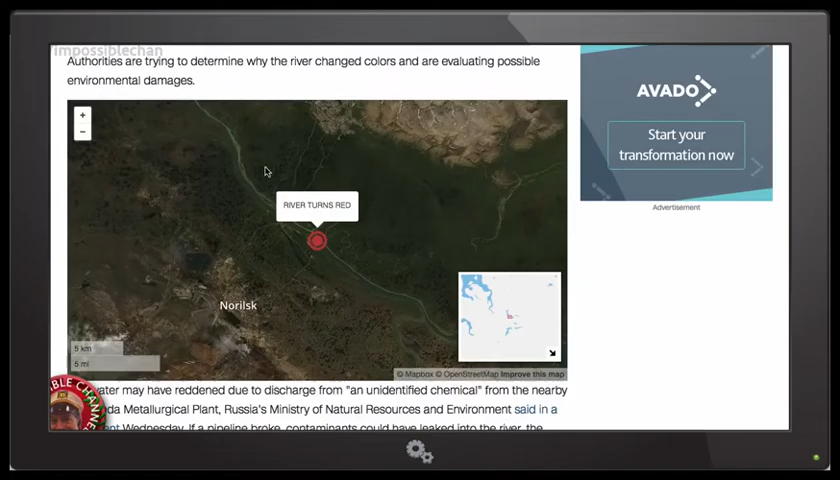 impossiblechan
Authorities are trying to determine why the river changed colors and are evaluating possible
environmental damages.
+
−
RIVER TURNS RED
Norilsk
5 km
5 mi
© Mapbox © OpenStreetMap Improve this map
AVADO
Start your
transformation now
Advertisement
water may have reddened due to discharge from "an unidentified chemical" from the nearby
da Metallurgical Plant, Russia's Ministry of Natural Resources and Environment said in a
Wednesday. If a pipeline broke, contaminants could have leaked into the river, the
IBLE CHANNE